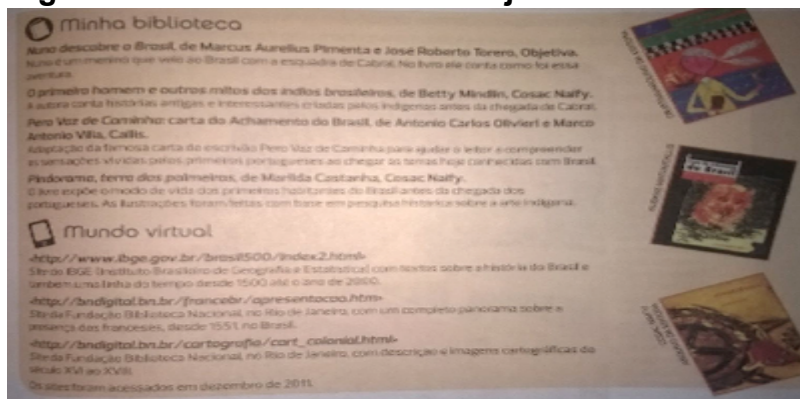 Minha biblioteca
Nuno descobre o Brasil, de Marcus Aurelius Pimenta e José Roberto Torero, Objetiva.
Nuno é um menino que veio ao Brasil com a esquadra de Cabral. No livro ele conta como foi essa
aventura.
O primeiro homem e outros mitos dos índios brasileiros, de Betty Mindlin, Cosac Naify.
A autora conta histórias antigas e interessantes criadas pelos indígenas antes da chegada de Cabral.
Pero Vaz de Caminha: carta do Achamento do Brasil, de Antonio Carlos Olivieri e Marco
Antonio Villa, Callis.
Adaptação da famosa carta do escrivão Pero Vaz de Caminha para ajudar o leitor a compreender
as sensações vividas pelos primeiros portugueses ao chegar às terras hoje conhecidas com Brasil.
Pindorama, terra das palmeiras, de Marilda Castanha, Cosac Naify.
O livro expõe o modo de vida dos primeiros habitantes do Brasil antes da chegada dos
portugueses. As ilustrações foram feitas com base em pesquisa histórica sobre a arte indígena.
Mundo virtual
<http://www.ibge.gov.br/brasil500/index2.html>
Site do IBGE (Instituto Brasileiro de Geografia e Estatística) com textos sobre a história do Brasil e
também uma linha do tempo desde 1500 até o ano de 2000.
<http://bndigital.bn.br/francebr/apresentacao.htm>
Site da Fundação Biblioteca Nacional, no Rio de Janeiro, com um completo panorama sobre a
presença dos franceses, desde 1551, no Brasil.
<http://bndigital.bn.br/cartografia/cart_colonial.html>
Site da Fundação Biblioteca Nacional, no Rio de Janeiro, com descrição e imagens cartográficas do
século XVI ao XVIII.
Os sites foram acessados em dezembro de 2011.
do Brasil